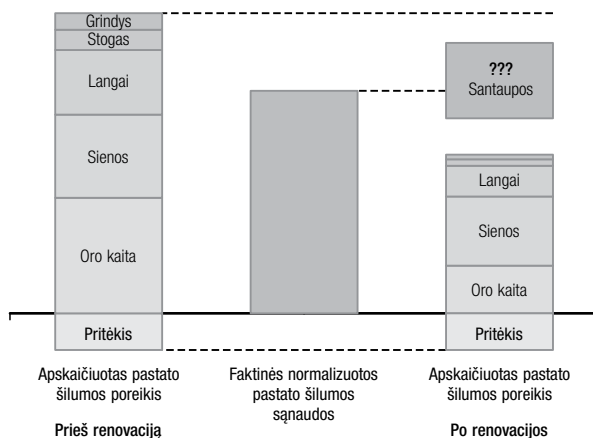 Grindys
Stogas
Langai
Sienos
Oro kaita
Pritėkis
Apskaičiuotas pastato
šilumos poreikis
Prieš renovaciją
Faktinės normalizuotos
pastato šilumos
sąnaudos
???
Santaupos
Langai
Sienos
Oro kaita
Pritėkis
Apskaičiuotas pastato
šilumos poreikis
Po renovacijos